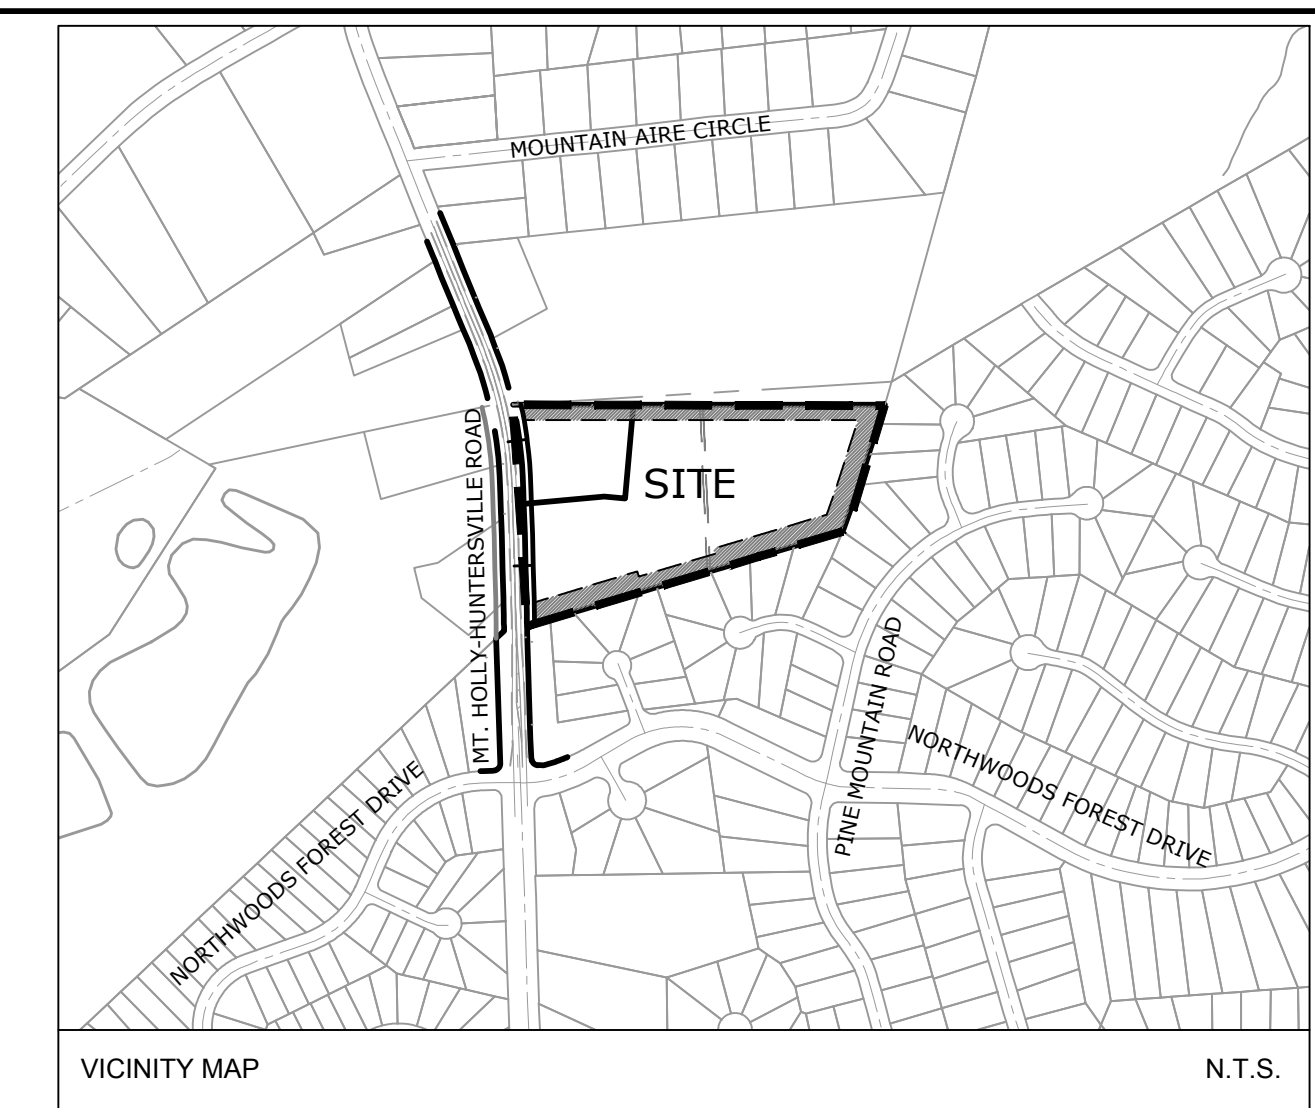 MOUNTAIN AIRE CIRCLE
MT. HOLLY-HUNTERSVILLE ROAD
SITE
PINE MOUNTAIN ROAD
NORTHWOODS FOREST DRIVE
NORTHWOODS FOREST DRIVE
VICINITY MAP
N.T.S.